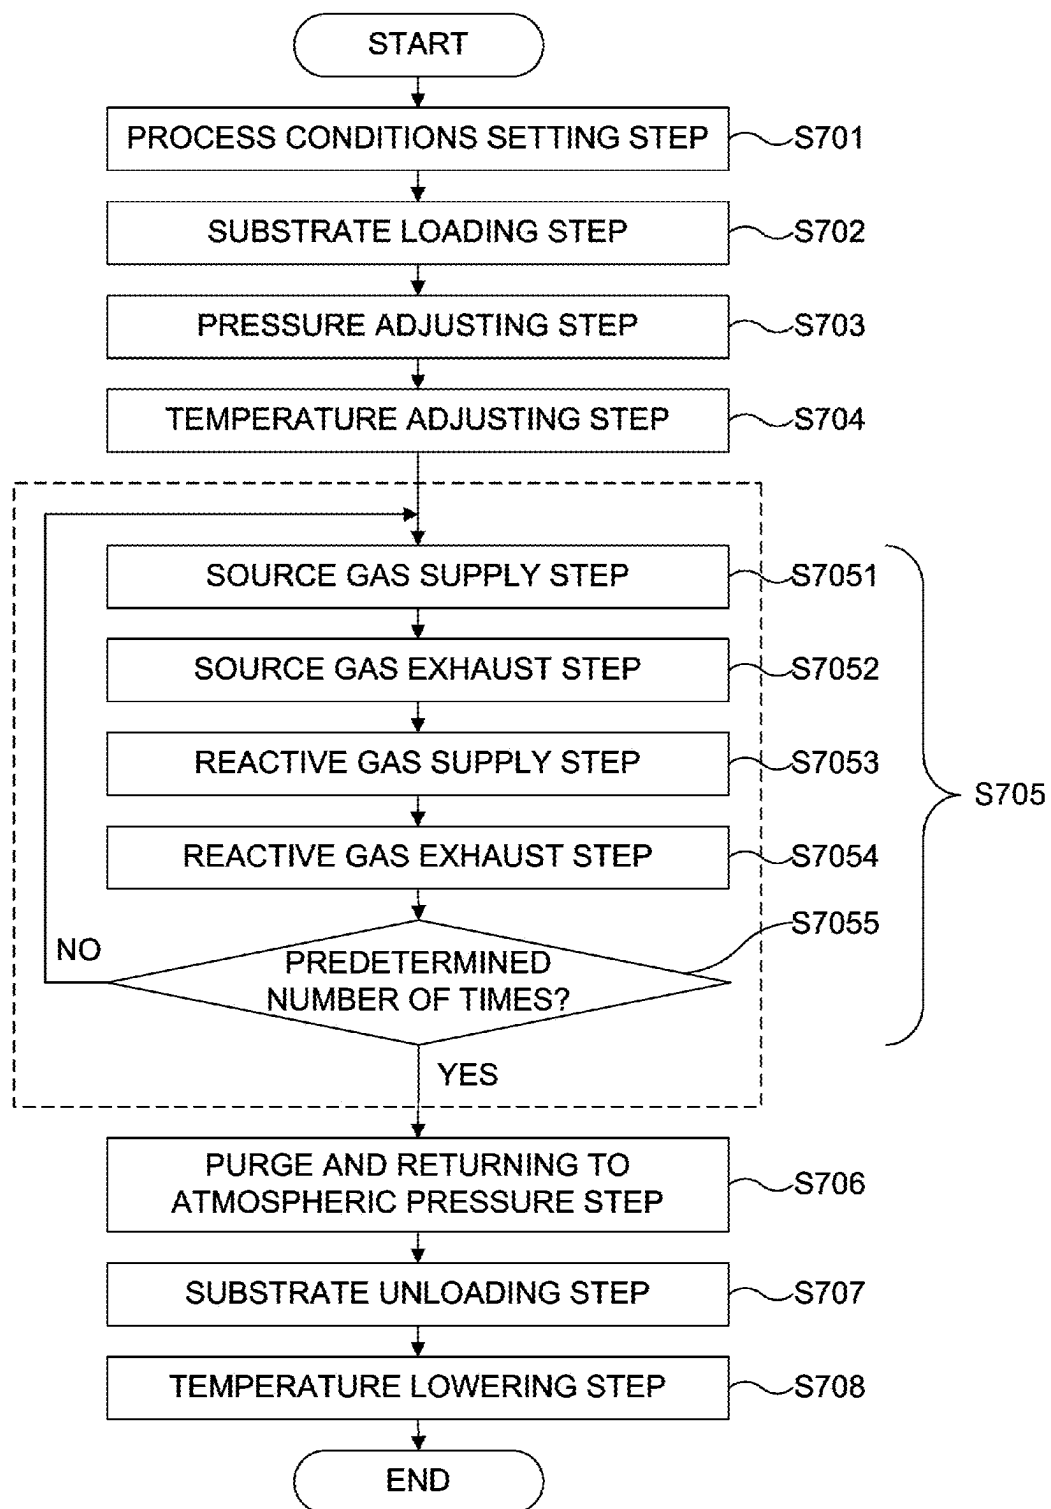 START
PROCESS CONDITIONS SETTING STEP
S701
SUBSTRATE LOADING STEP
S702
PRESSURE ADJUSTING STEP
S703
TEMPERATURE ADJUSTING STEP
S704
SOURCE GAS SUPPLY STEP
S7051
SOURCE GAS EXHAUST STEP
S7052
REACTIVE GAS SUPPLY STEP
S7053
S705
REACTIVE GAS EXHAUST STEP
S7054
S7055
NO
PREDETERMINED
NUMBER OF TIMES?
YES
PURGE AND RETURNING TO
ATMOSPHERIC PRESSURE STEP
S706
SUBSTRATE UNLOADING STEP
S707
TEMPERATURE LOWERING STEP
S708
END